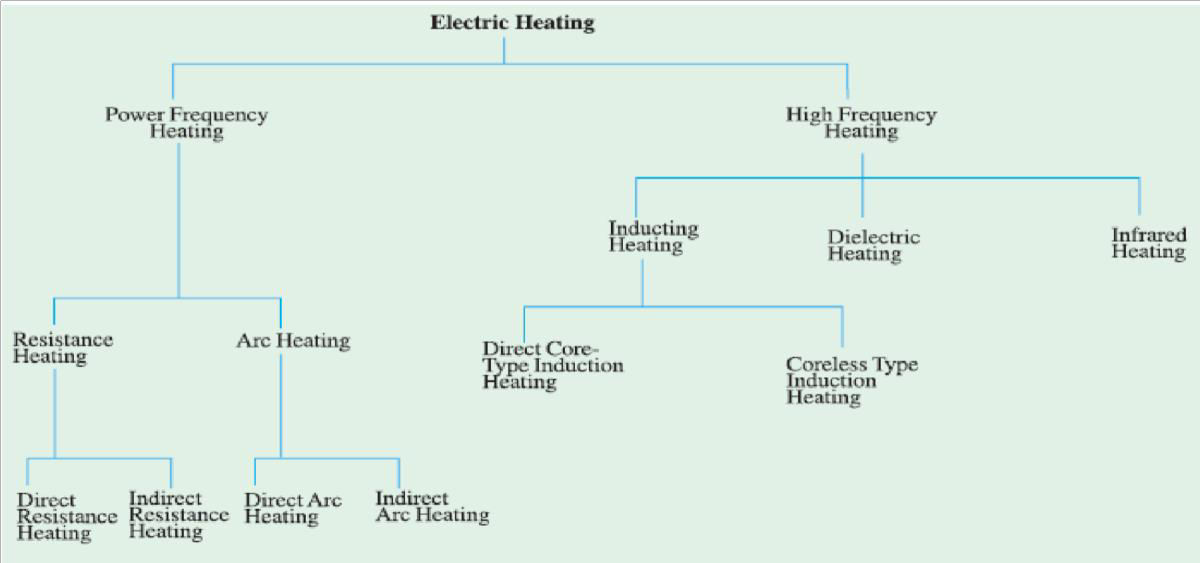 Electric Heating
Power Frequency
Heating
High Frequency
Heating
Inducting
Heating
Dielectric
Heating
Infrared
Heating
Resistance
Heating
Arc Heating
Direct Core-
Type Induction
Heating
Coreless Type
Induction
Heating
Direct
Resistance
Heating
Indirect
Resistance
Heating
Direct Arc
Heating
Indirect
Arc Heating